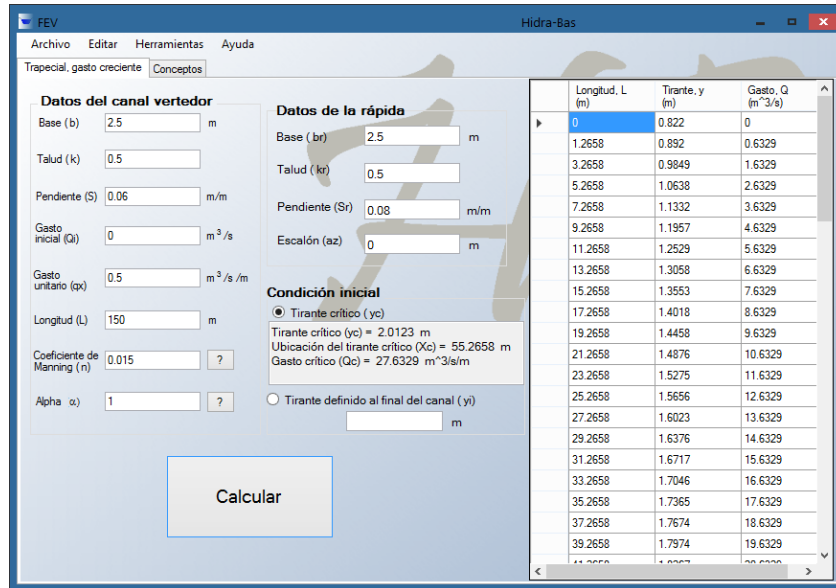 FEV
Hidra-Bas
Archivo Editar Herramientas Ayuda
Trapecial, gasto creciente Conceptos
Datos del canal vertedor
Base (b) 2.5 m
Talud (k) 0.5
Pendiente (S) 0.06 m/m
Gasto
inicial (Qi) 0 m³/s
Gasto
unitario (qx) 0.5 m³/s /m
Longitud (L) 150 m
Coeficiente de
Manning (n) 0.015 ?
Alpha α) 1 ?
Datos de la rápida
Base (br) 2.5 m
Talud (kr) 0.5
Pendiente (Sr) 0.08 m/m
Escalón (az) 0 m
Condición inicial
Tirante crítico (yc)
Tirante crítico (yc) = 2.0123 m
Ubicación del tirante crítico (Xc) = 55.2658 m
Gasto crítico (Qc) = 27.6329 m^3/s/m
Tirante definido al final del canal (yi)
m
Calcular
Longitud, L (m) Tirante, y (m) Gasto, Q (m^3/s)
0 0.822 0
1.2658 0.892 0.6329
3.2658 0.9849 1.6329
5.2658 1.0638 2.6329
7.2658 1.1332 3.6329
9.2658 1.1957 4.6329
11.2658 1.2529 5.6329
13.2658 1.3058 6.6329
15.2658 1.3553 7.6329
17.2658 1.4018 8.6329
19.2658 1.4458 9.6329
21.2658 1.4876 10.6329
23.2658 1.5275 11.6329
25.2658 1.5656 12.6329
27.2658 1.6023 13.6329
29.2658 1.6376 14.6329
31.2658 1.6717 15.6329
33.2658 1.7046 16.6329
35.2658 1.7365 17.6329
37.2658 1.7674 18.6329
39.2658 1.7974 19.6329